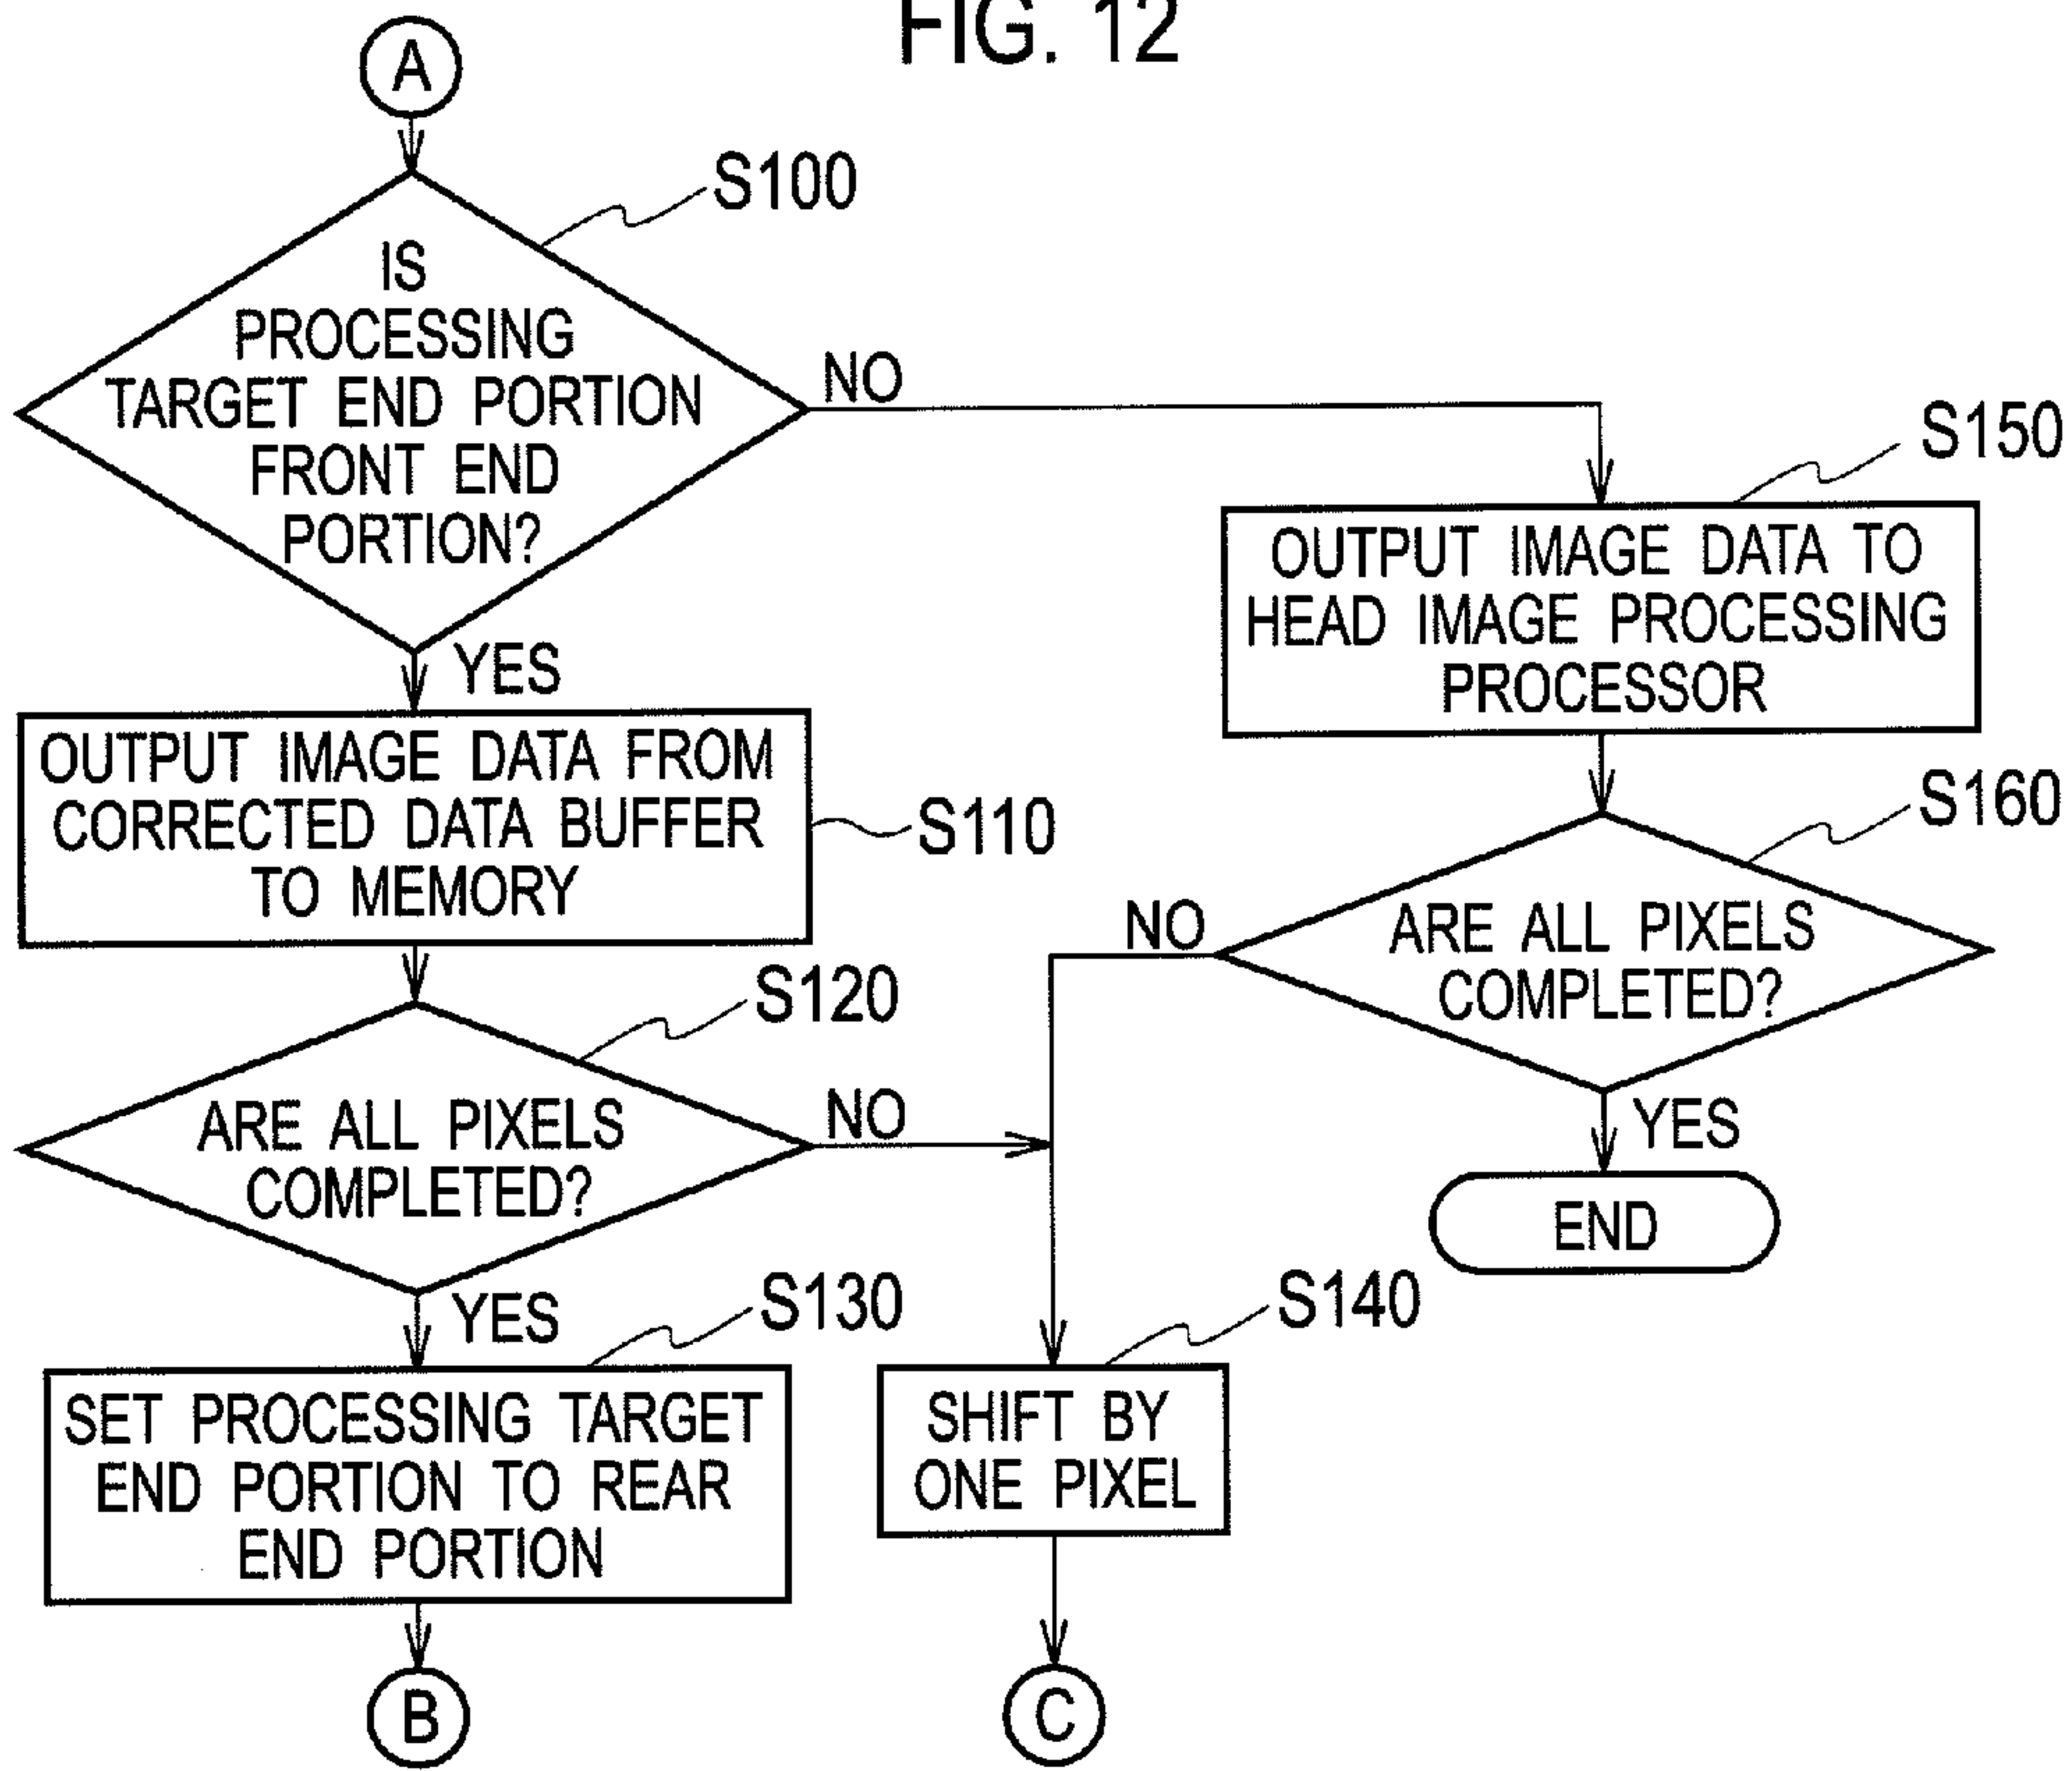 FIG. 12
A
S100
IS
PROCESSING
TARGET END PORTION
FRONT END
PORTION?
NO
YES
S150
OUTPUT IMAGE DATA TO
HEAD IMAGE PROCESSING
PROCESSOR
OUTPUT IMAGE DATA FROM
CORRECTED DATA BUFFER
TO MEMORY
S110
S160
ARE ALL PIXELS
COMPLETED?
NO
YES
END
S120
ARE ALL PIXELS
COMPLETED?
NO
YES
S130
SET PROCESSING TARGET
END PORTION TO REAR
END PORTION
S140
SHIFT BY
ONE PIXEL
B
C